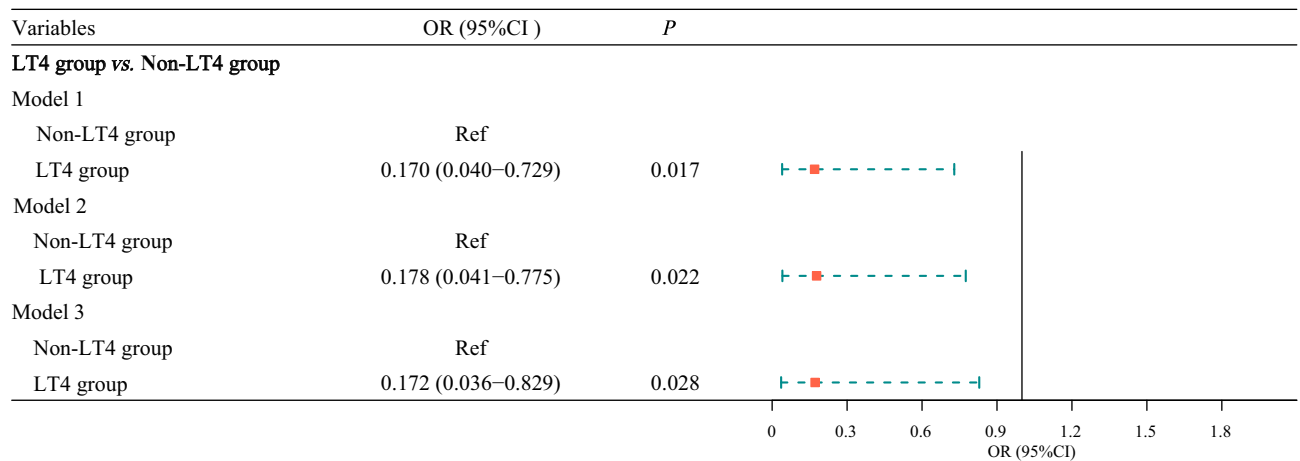 Variables OR (95%CI ) P
LT4 group vs. Non-LT4 group
Model 1
Non-LT4 group Ref
LT4 group 0.170 (0.040−0.729) 0.017
Model 2
Non-LT4 group Ref
LT4 group 0.178 (0.041−0.775) 0.022
Model 3
Non-LT4 group Ref
LT4 group 0.172 (0.036−0.829) 0.028
0 0.3 0.6 0.9 1.2 1.5 1.8
OR (95%CI)